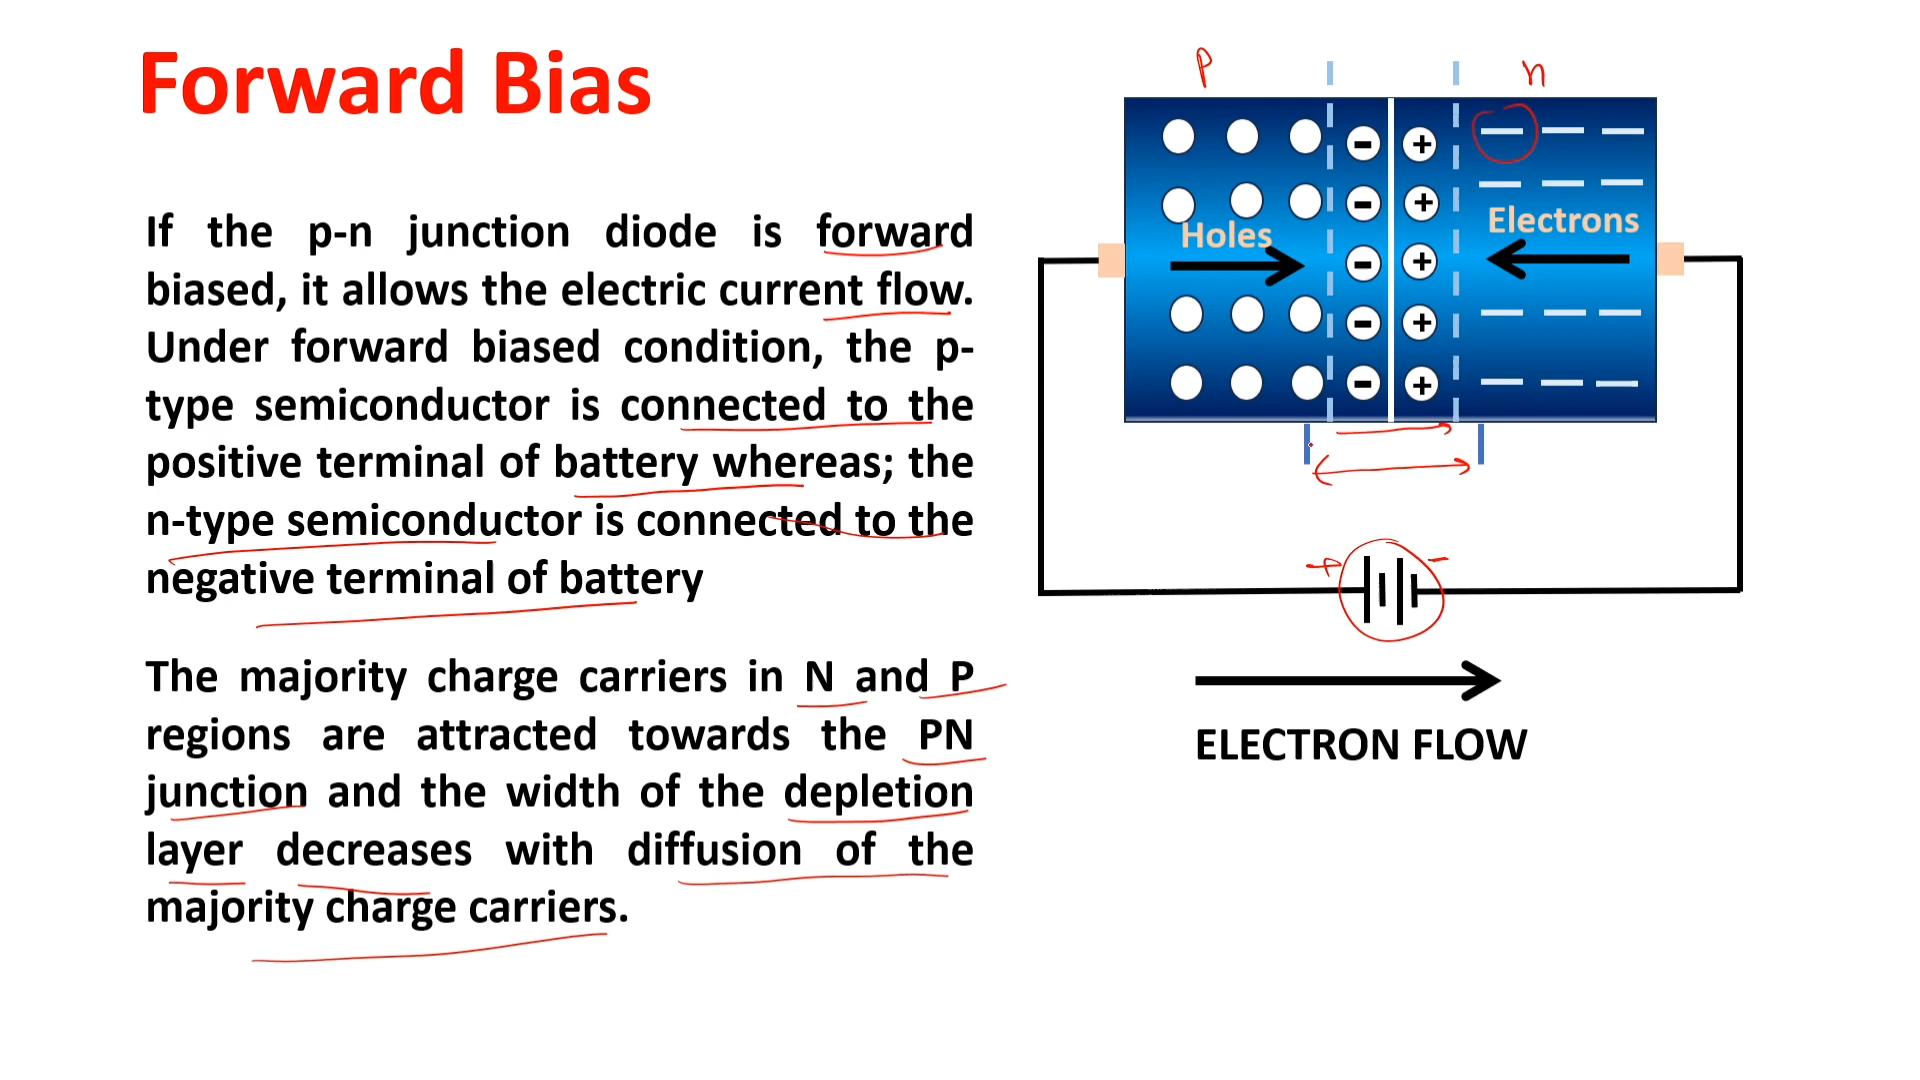 Forward Bias
If the p-n junction diode is forward
biased, it allows the electric current flow.
Under forward biased condition, the p-
type semiconductor is connected to the
positive terminal of battery whereas; the
n-type semiconductor is connected to the
negative terminal of battery
The majority charge carriers in N and P
regions are attracted towards the PN
junction and the width of the depletion
layer decreases with diffusion of the
majority charge carriers.
P n
- +
- +
Holes Electrons
- +
- +
- +
+ -
ELECTRON FLOW